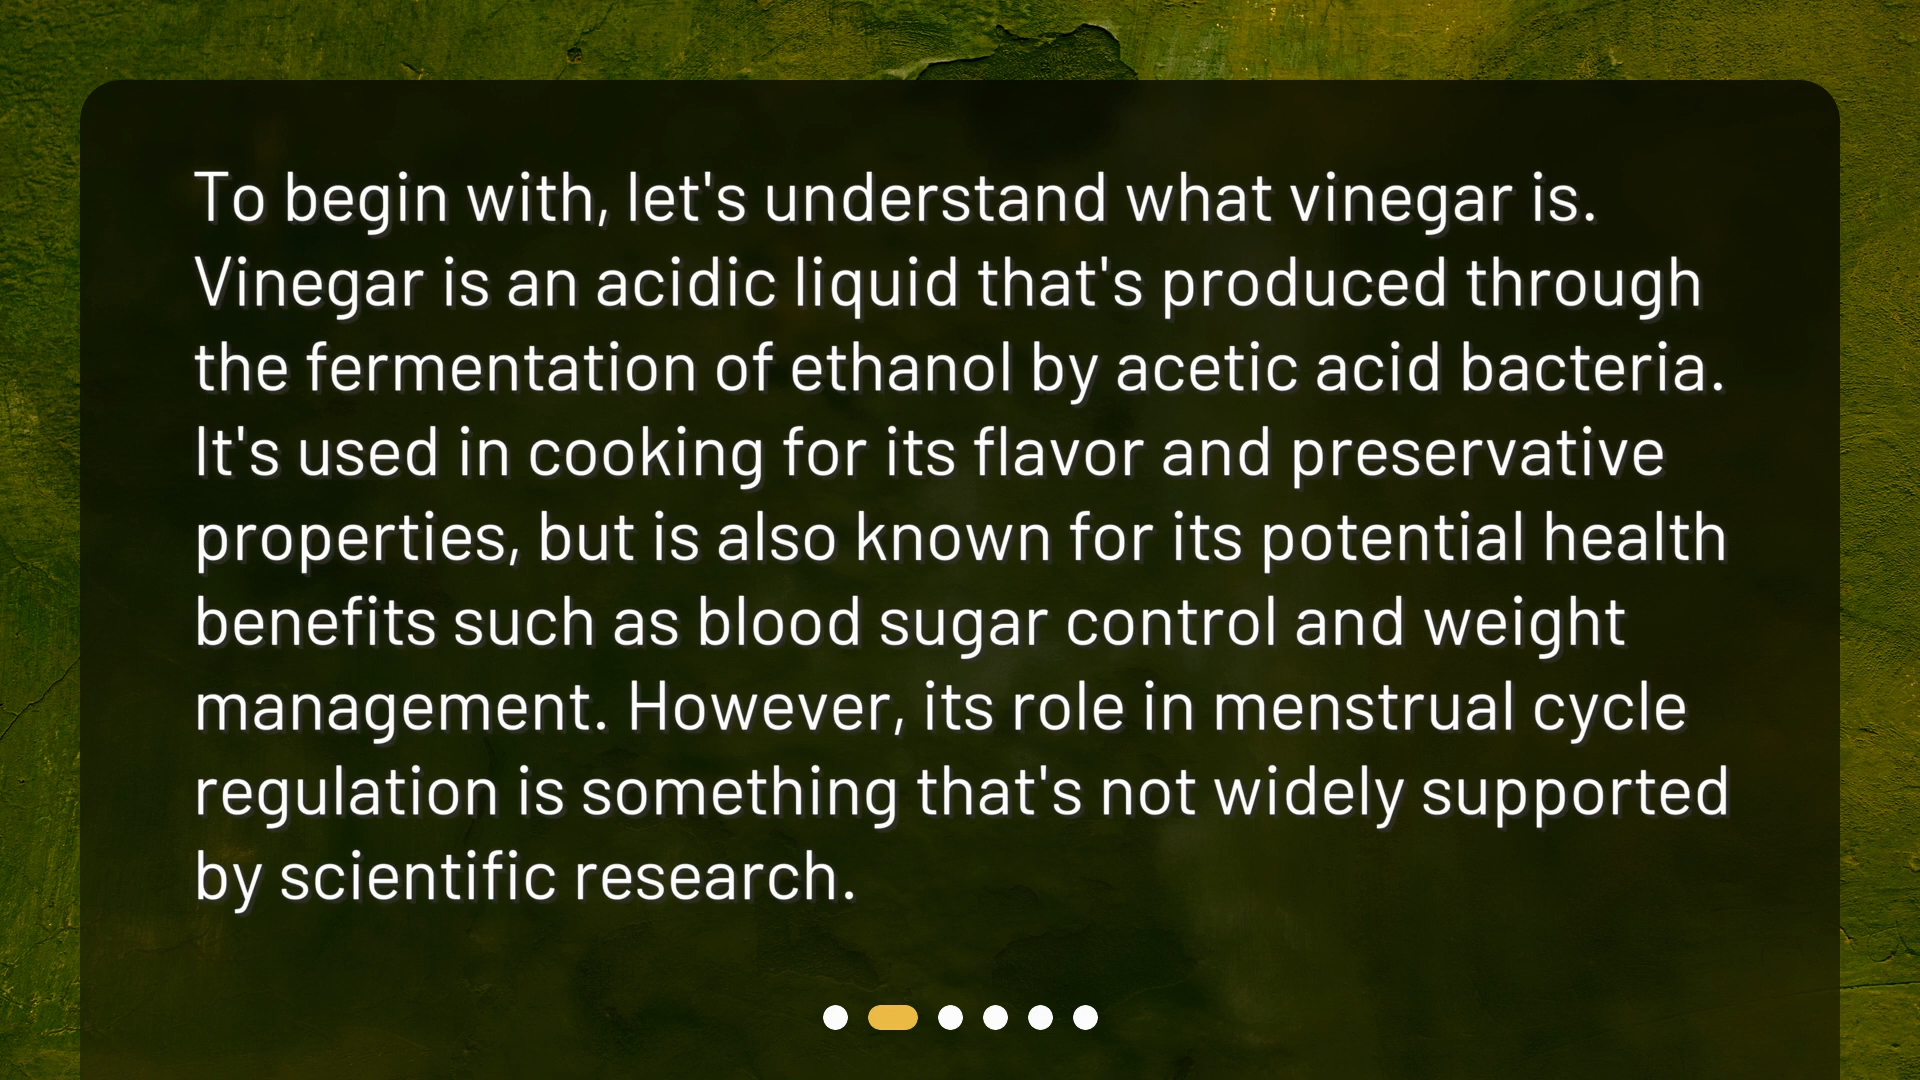 To begin with, let's understand what vinegar is.
Vinegar is an acidic liquid that's produced through
the fermentation of ethanol by acetic acid bacteria.
It's used in cooking for its flavor and preservative
properties, but is also known for its potential health
benefits such as blood sugar control and weight
management. However, its role in menstrual cycle
regulation is something that's not widely supported
by scientific research.